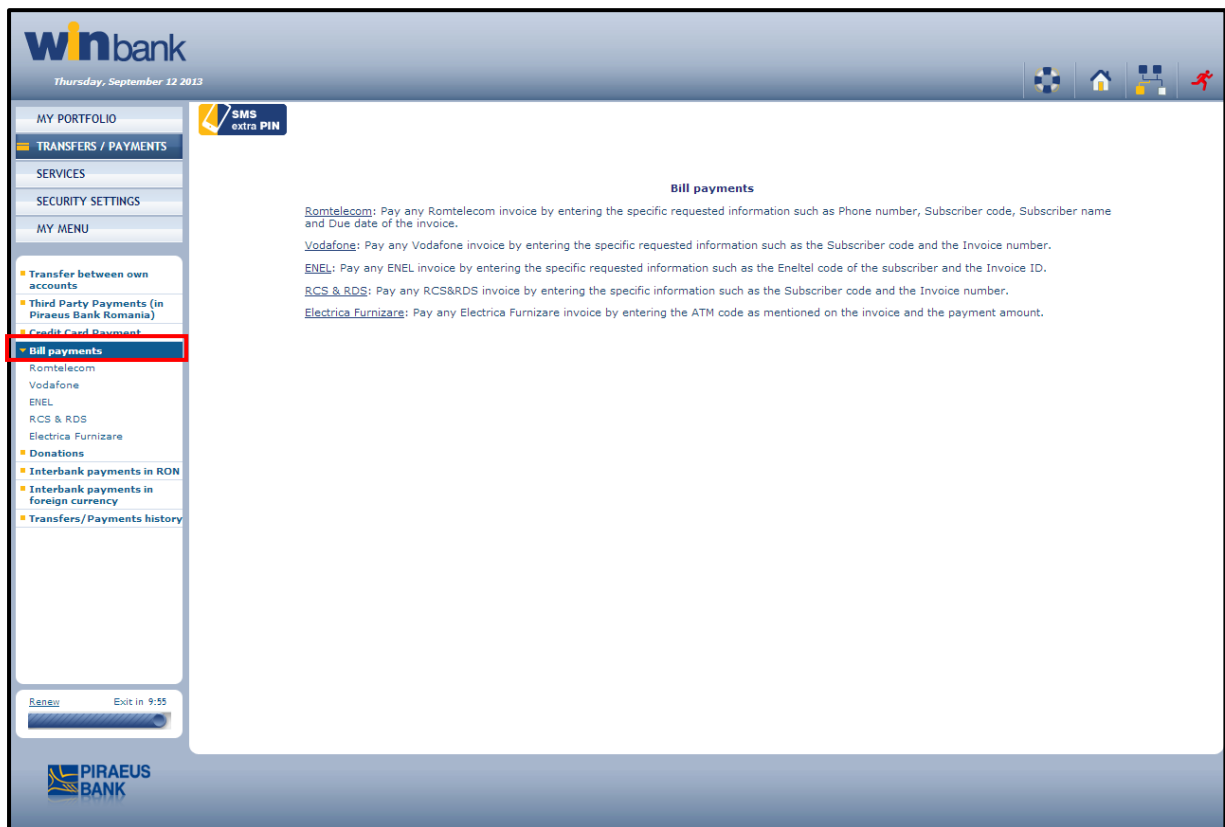 winbank
Thursday, September 12 2013
MY PORTFOLIO
TRANSFERS / PAYMENTS
SERVICES
SECURITY SETTINGS
MY MENU
Transfer between own
accounts
Third Party Payments (in
Piraeus Bank Romania)
Credit Card Payment
Bill payments
Romtelecom
Vodafone
ENEL
RCS & RDS
Electrica Furnizare
Donations
Interbank payments in RON
Interbank payments in
foreign currency
Transfers/Payments history
Renew Exit in 9:55
PIRAEUS
BANK
SMS
extra PIN
Bill payments
Romtelecom: Pay any Romtelecom invoice by entering the specific requested information such as Phone number, Subscriber code, Subscriber name
and Due date of the invoice.
Vodafone: Pay any Vodafone invoice by entering the specific requested information such as the Subscriber code and the Invoice number.
ENEL: Pay any ENEL invoice by entering the specific requested information such as the Eneltel code of the subscriber and the Invoice ID.
RCS & RDS: Pay any RCS&RDS invoice by entering the specific information such as the Subscriber code and the Invoice number.
Electrica Furnizare: Pay any Electrica Furnizare invoice by entering the ATM code as mentioned on the invoice and the payment amount.